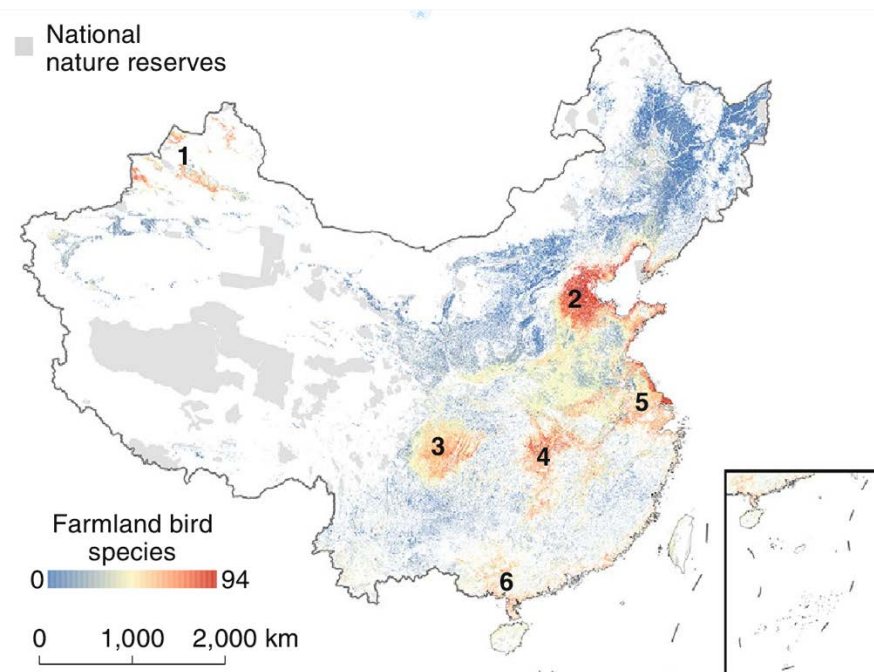 National
nature reserves
1
2
3
4
5
6
Farmland bird
species
0 94
0 1,000 2,000 km